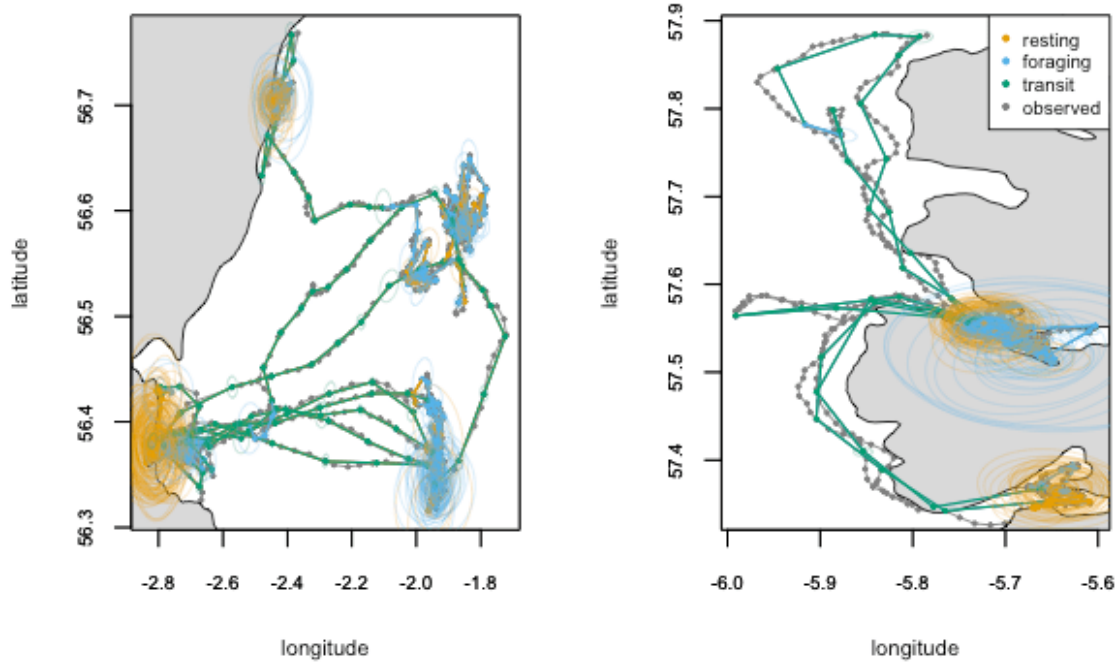 resting
foraging
transit
observed
56.7
56.6
56.5
56.4
56.3
latitude
-2.8 -2.6 -2.4 -2.2 -2.0 -1.8
longitude
57.9
57.8
57.7
57.6
57.5
57.4
latitude
-6.0 -5.9 -5.8 -5.7 -5.6
longitude